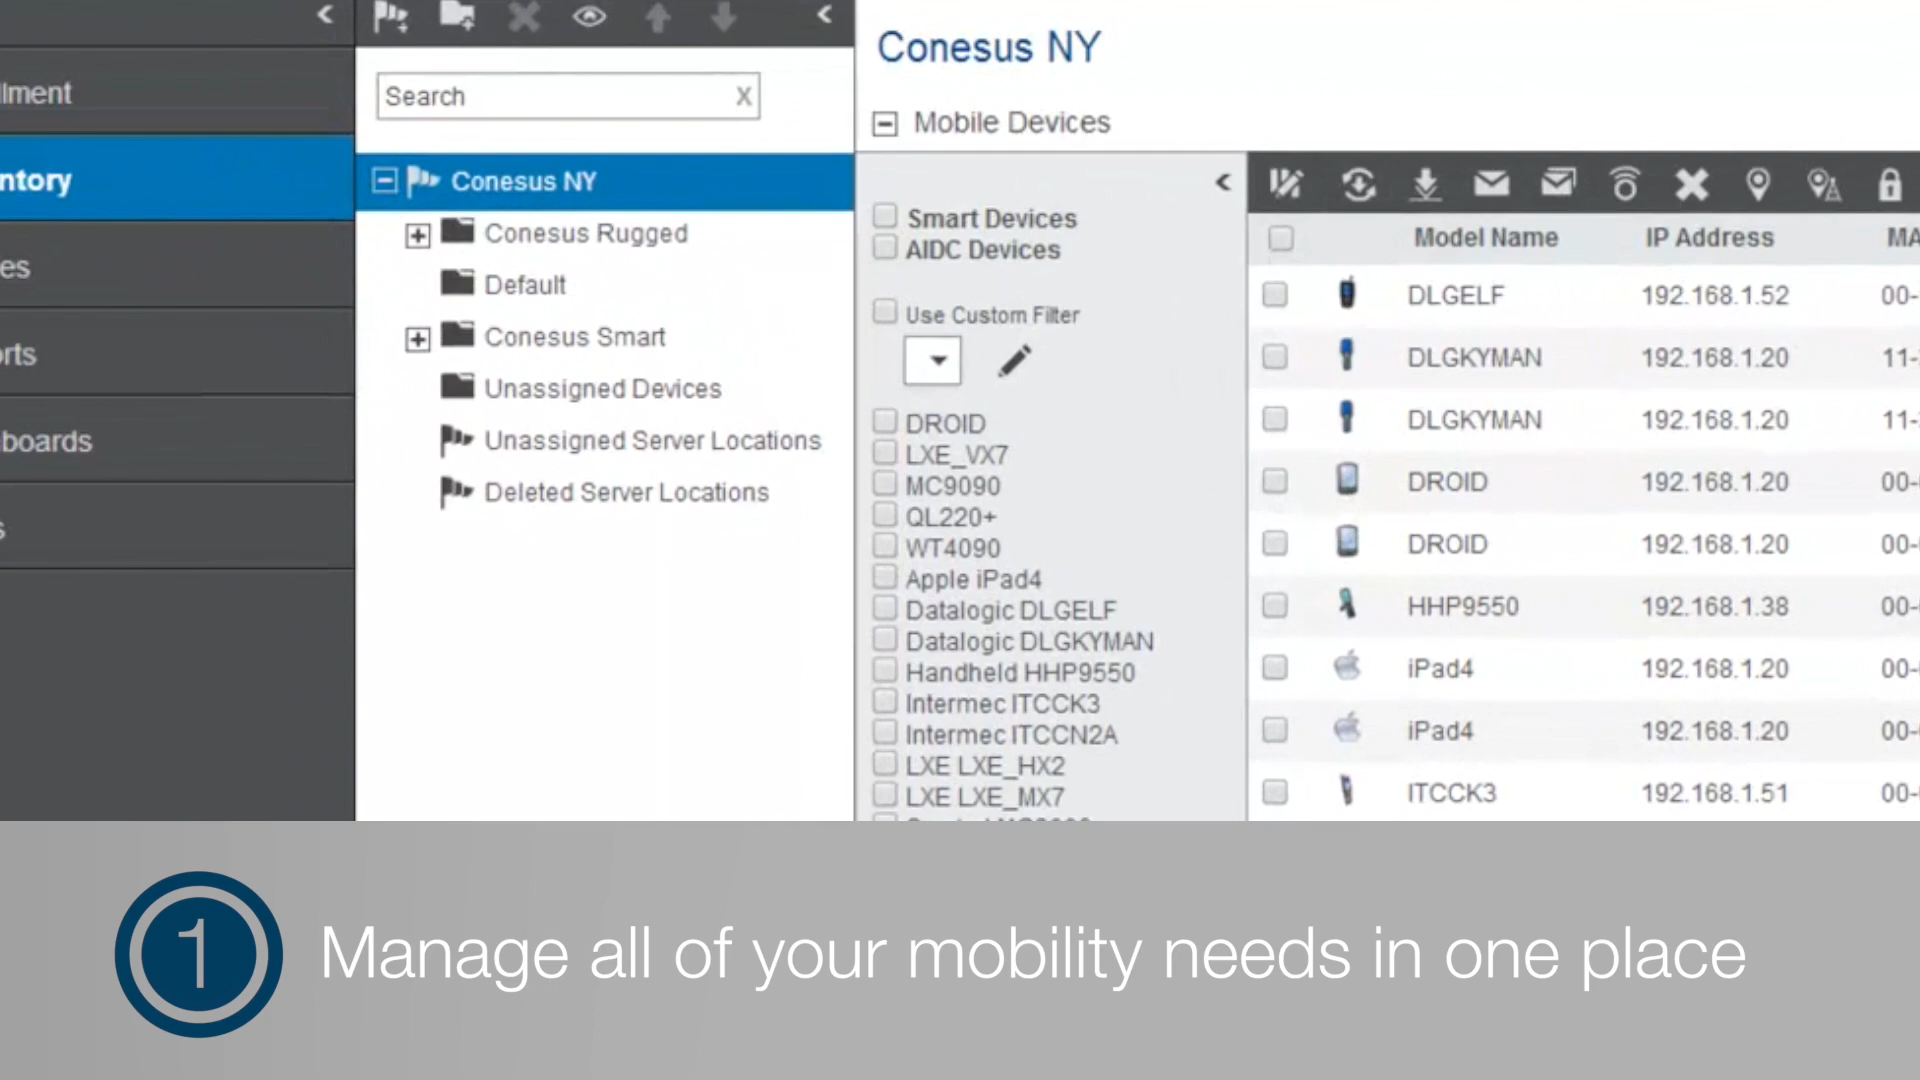 Conesus NY
Search X
Mobile Devices
Conesus NY
Conesus Rugged
Default
Conesus Smart
Unassigned Devices
Unassigned Server Locations
Deleted Server Locations
Smart Devices
AIDC Devices
Use Custom Filter
DROID
LXE_VX7
MC9090
QL220+
WT4090
Apple iPad4
Datalogic DLGELF
Datalogic DLGKYMAN
Handheld HHP9550
Intermec ITCCK3
Intermec ITCCN2A
LXE LXE_HX2
LXE LXE_MX7
Model Name IP Address MA
DLGELF 192.168.1.52 00-
DLGKYMAN 192.168.1.20 11-
DLGKYMAN 192.168.1.20 11-
DROID 192.168.1.20 00-
DROID 192.168.1.20 00-
HHP9550 192.168.1.38 00-
iPad4 192.168.1.20 00-
iPad4 192.168.1.20 00-
ITCCK3 192.168.1.51 00-
llment
ntory
es
rts
boards
s
1 Manage all of your mobility needs in one place